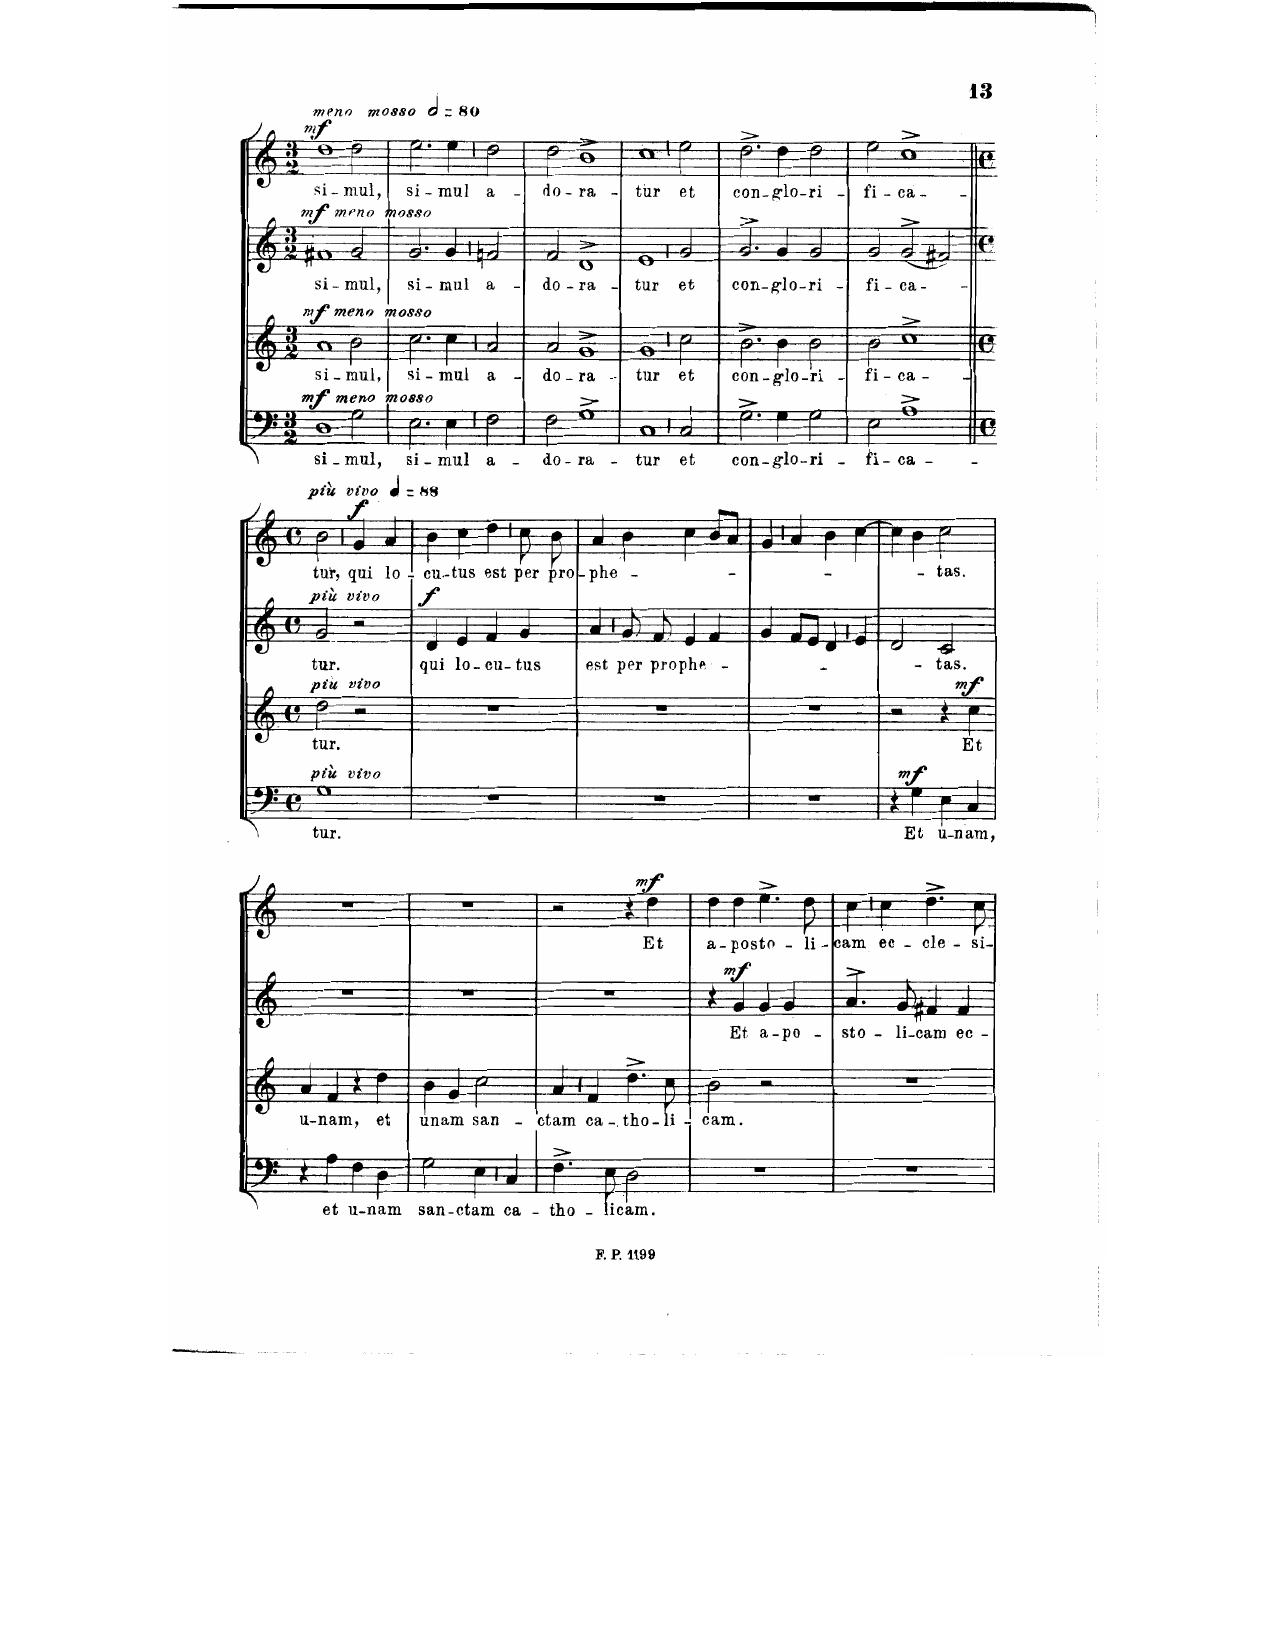 13
meno mosso = 80
mf
si - mul, si - mul a - do - ra - tur et con - glo - ri - fi - ca -
mf meno mosso
si - mul, si - mul a - do - ra - tur et con - glo - ri - fi - ca -
mf meno mosso
si - mul, si - mul a - do - ra - tur et con - glo - ri - fi - ca -
mf meno mosso
si - mul, si - mul a - do - ra - tur et con - glo - ri - fi - ca -
più vivo = 88
f
tur, qui lo - cu - tus est per pro - phe - tas.
più vivo f
tur. qui lo - cu - tus est per prophe - tas.
più vivo mf
tur. Et
più vivo mf
tur. Et u - nam,
mf
Et a - posto - li - cam ec - cle - si -
mf
Et a - po - sto - li - cam ec -
u - nam, et unam san - ctam ca - tho - li - cam.
et u - nam san - ctam ca - tho - licam.
F. P. 1199